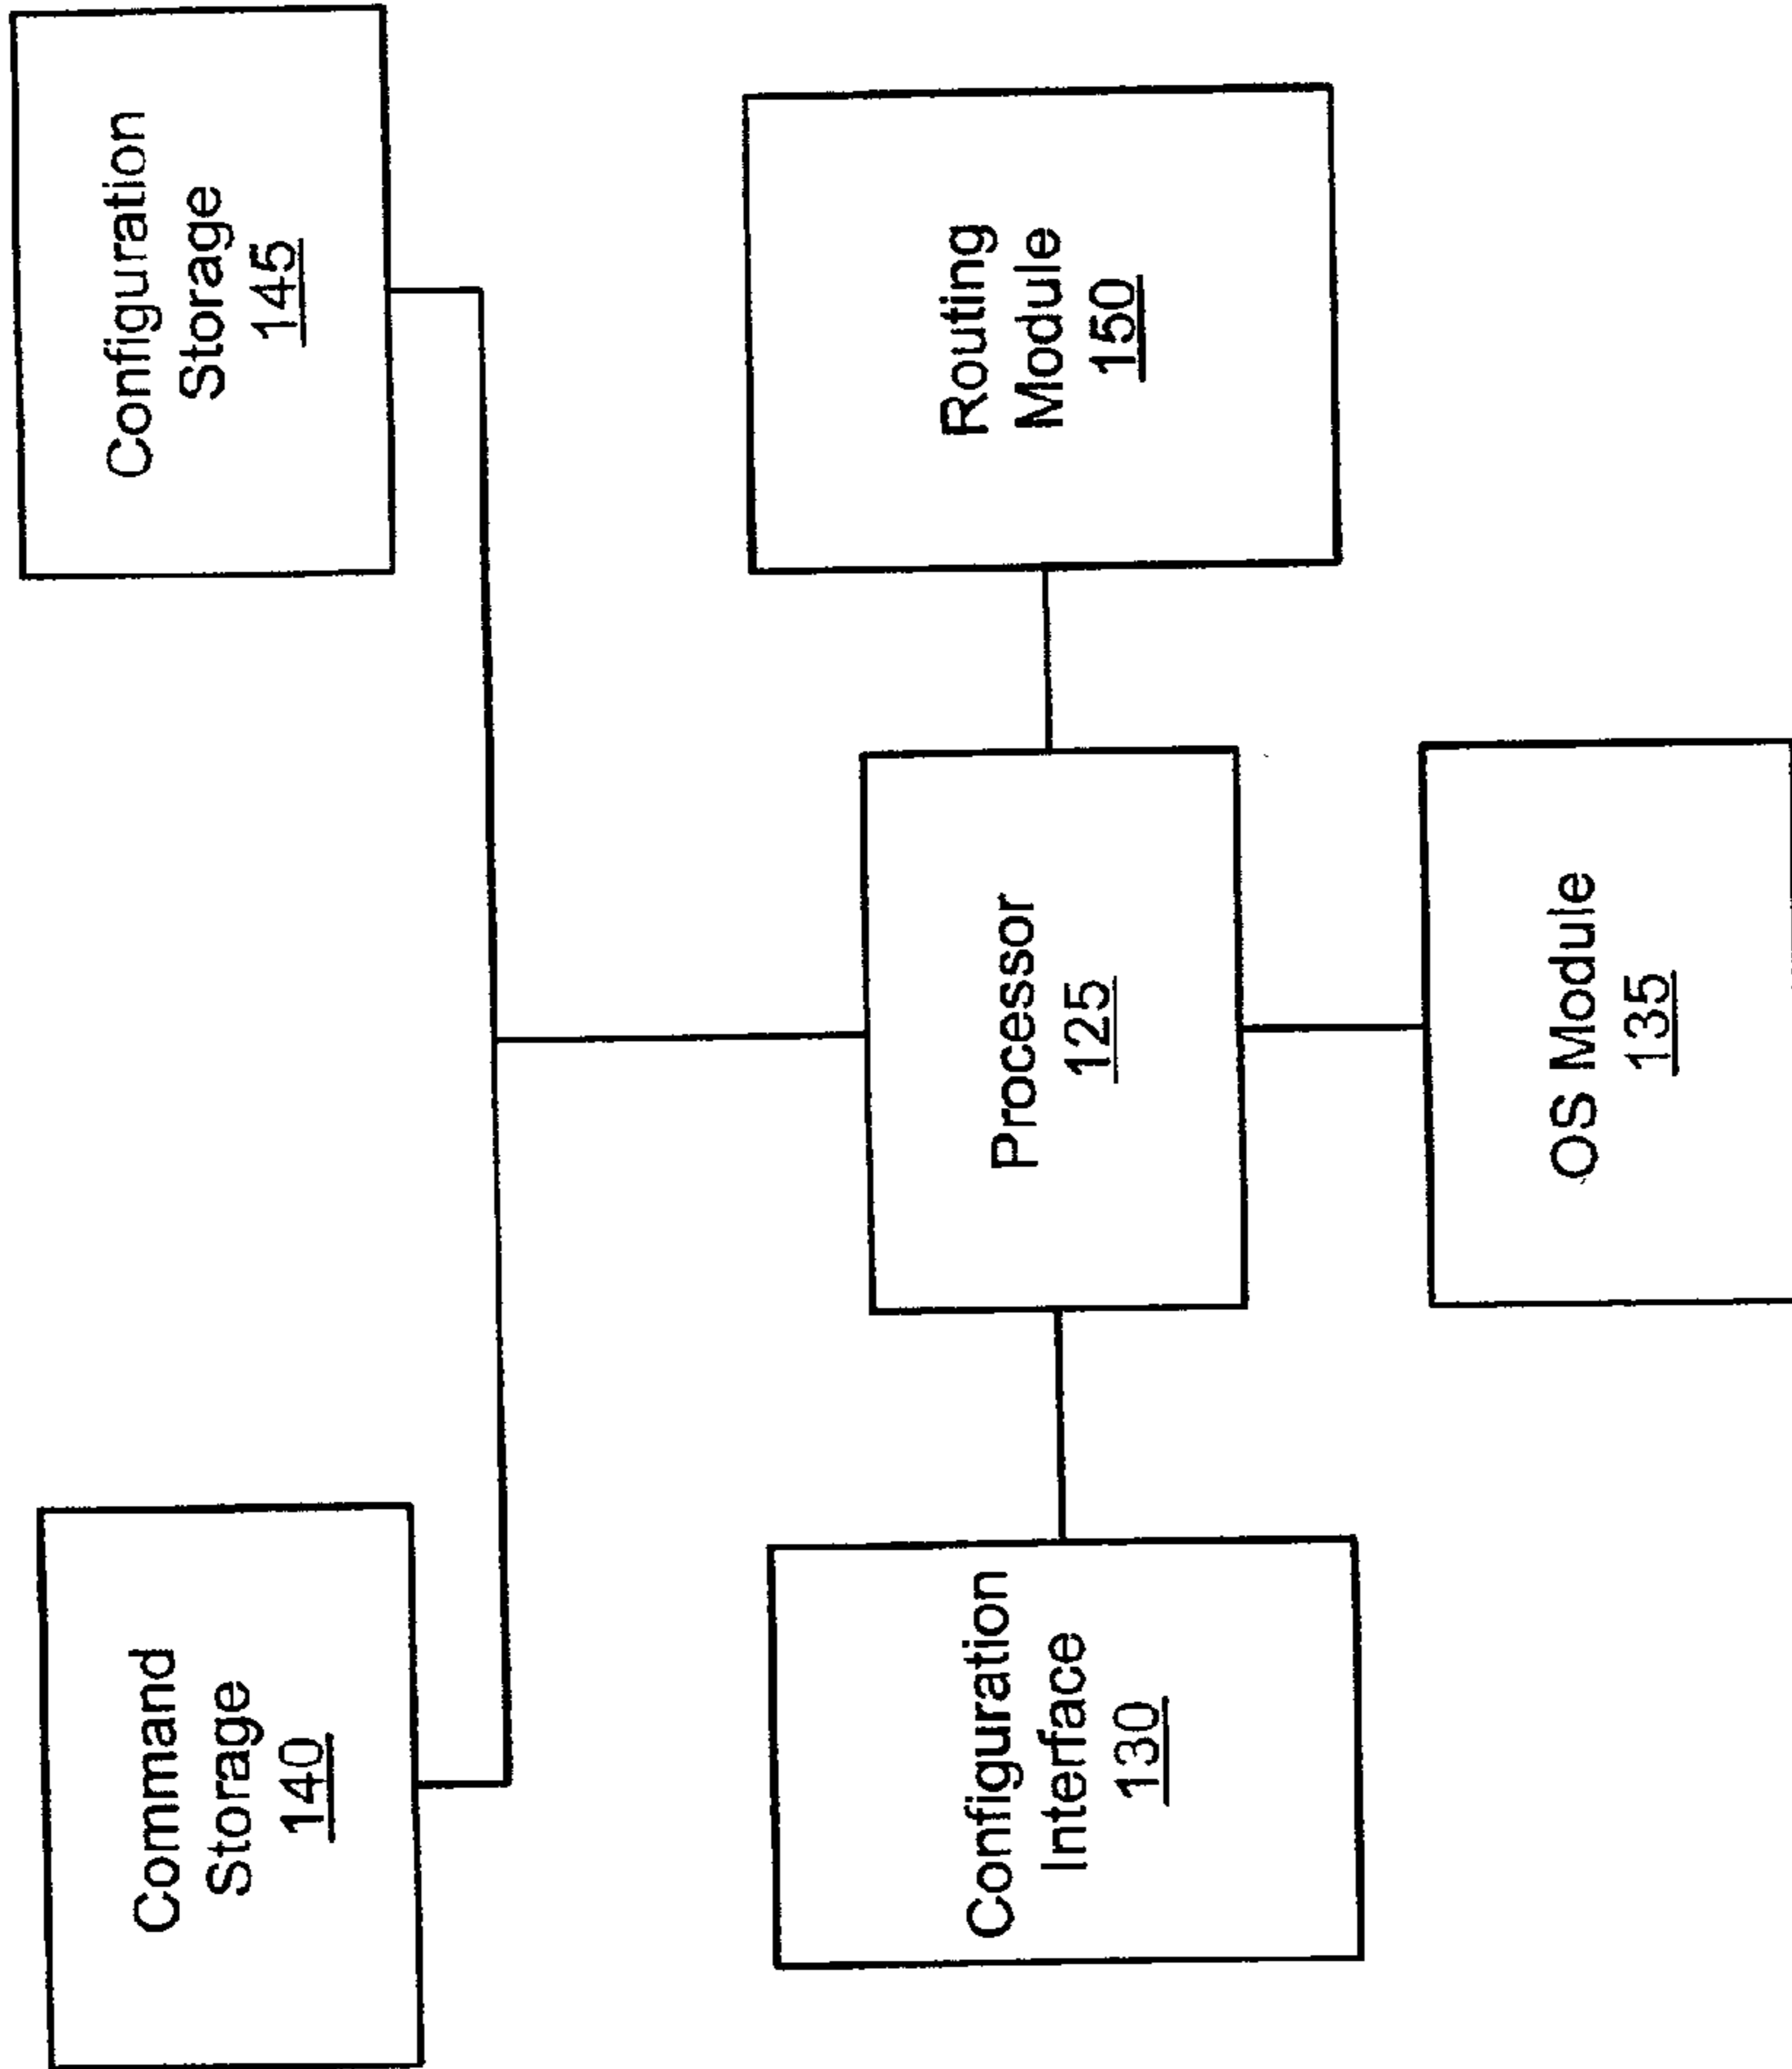 Command
Storage
140
Configuration
Storage
145
Configuration
Interface
130
Processor
125
Routing
Module
150
OS Module
135